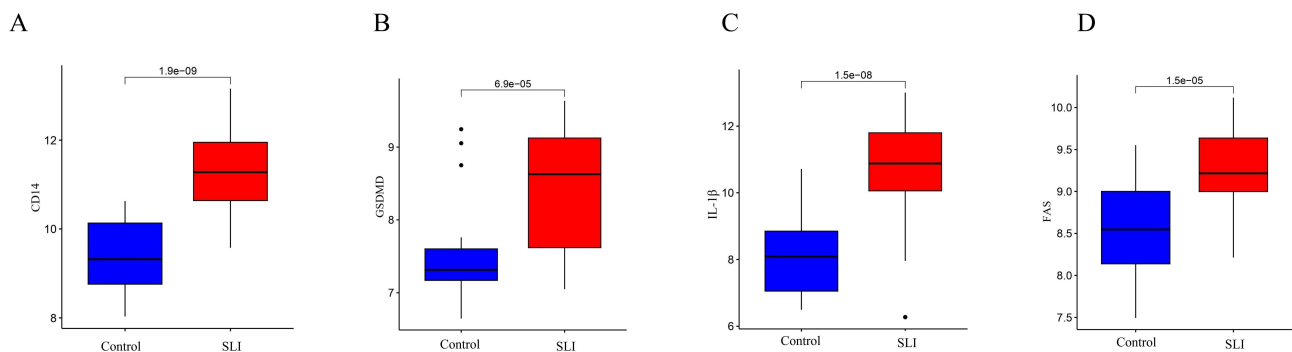 A
B
C
D
1.9e−09
12
10
8
CD14
Control
SLI
6.9e−05
9
8
7
GSDMD
Control
SLI
1.5e−08
12
10
8
6
IL-1β
Control
SLI
1.5e−05
10.0
9.5
9.0
8.5
8.0
7.5
FAS
Control
SLI